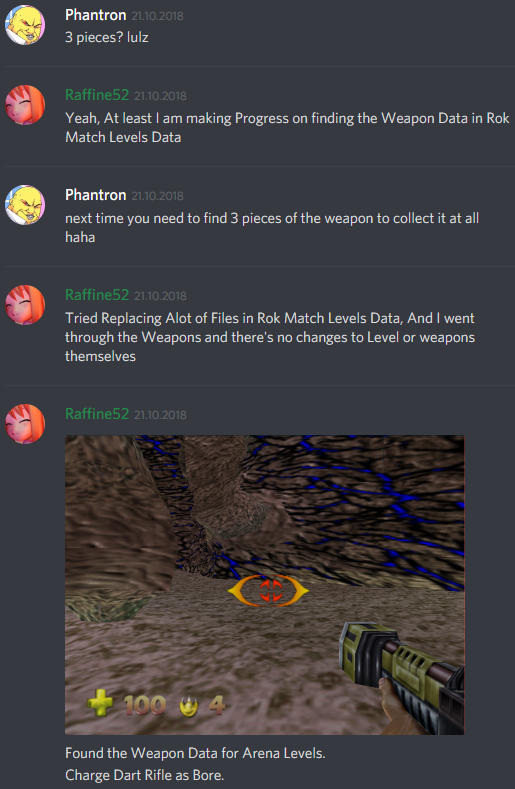 Phantron 21.10.2018
3 pieces? lulz
Raffine52 21.10.2018
Yeah, At least I am making Progress on finding the Weapon Data in Rok
Match Levels Data
Phantron 21.10.2018
next time you need to find 3 pieces of the weapon to collect it at all
haha
Raffine52 21.10.2018
Tried Replacing Alot of Files in Rok Match Levels Data, And I went
through the Weapons and there's no changes to Level or weapons
themselves
Raffine52 21.10.2018
100 4
Found the Weapon Data for Arena Levels.
Charge Dart Rifle as Bore.